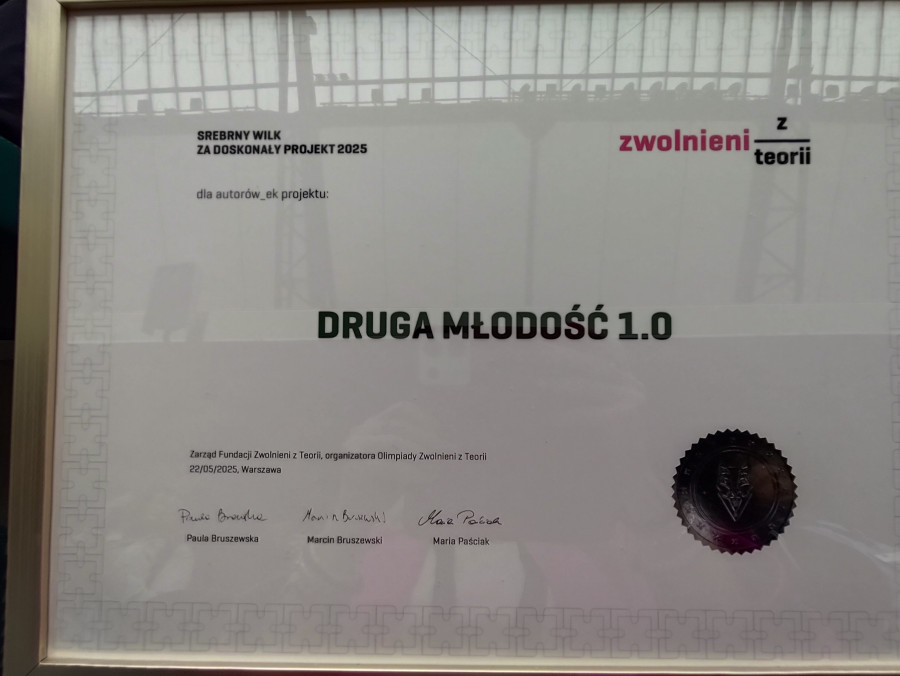 SREBRNY WILK
ZA DOSKONAŁY PROJEKT 2025
zwolnieni z teorii
dla autorów_ek projektu:
DRUGA MŁODOŚĆ 1.0
Zarząd Fundacji Zwolnieni z Teorii, organizatora Olimpiady Zwolnieni z Teorii
22/05/2025, Warszawa
Paula Bruszewska Marcin Bruszewski Maria Paściak